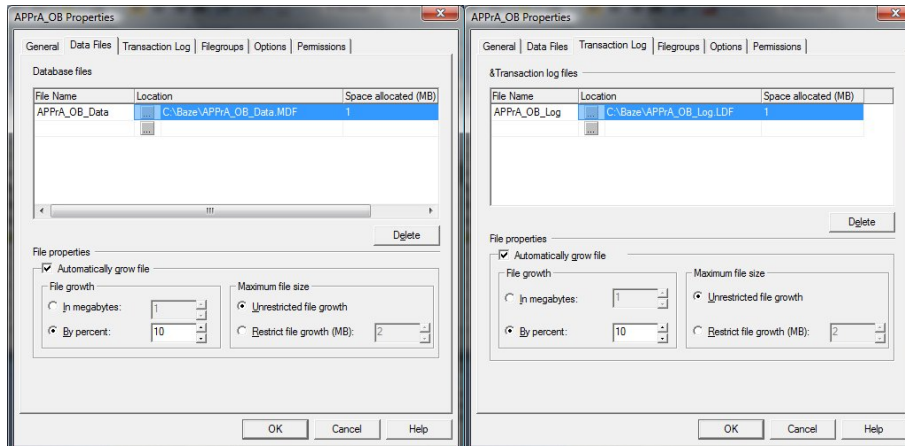 APPrA_OB Properties
General Data Files Transaction Log Filegroups Options Permissions
Database files
File Name Location Space allocated (MB)
APPrA_OB_Data ... C:\Baze\APPrA_OB_Data.MDF 1
...
Delete
File properties
Automatically grow file
File growth
In megabytes: 1
By percent: 10
Maximum file size
Unrestricted file growth
Restrict file growth (MB): 2
OK Cancel Help
APPrA_OB Properties
General Data Files Transaction Log Filegroups Options Permissions
&Transaction log files
File Name Location Space allocated (MB)
APPrA_OB_Log ... C:\Baze\APPrA_OB_Log.LDF 1
...
Delete
File properties
Automatically grow file
File growth
In megabytes: 1
By percent: 10
Maximum file size
Unrestricted file growth
Restrict file growth (MB): 2
OK Cancel Help